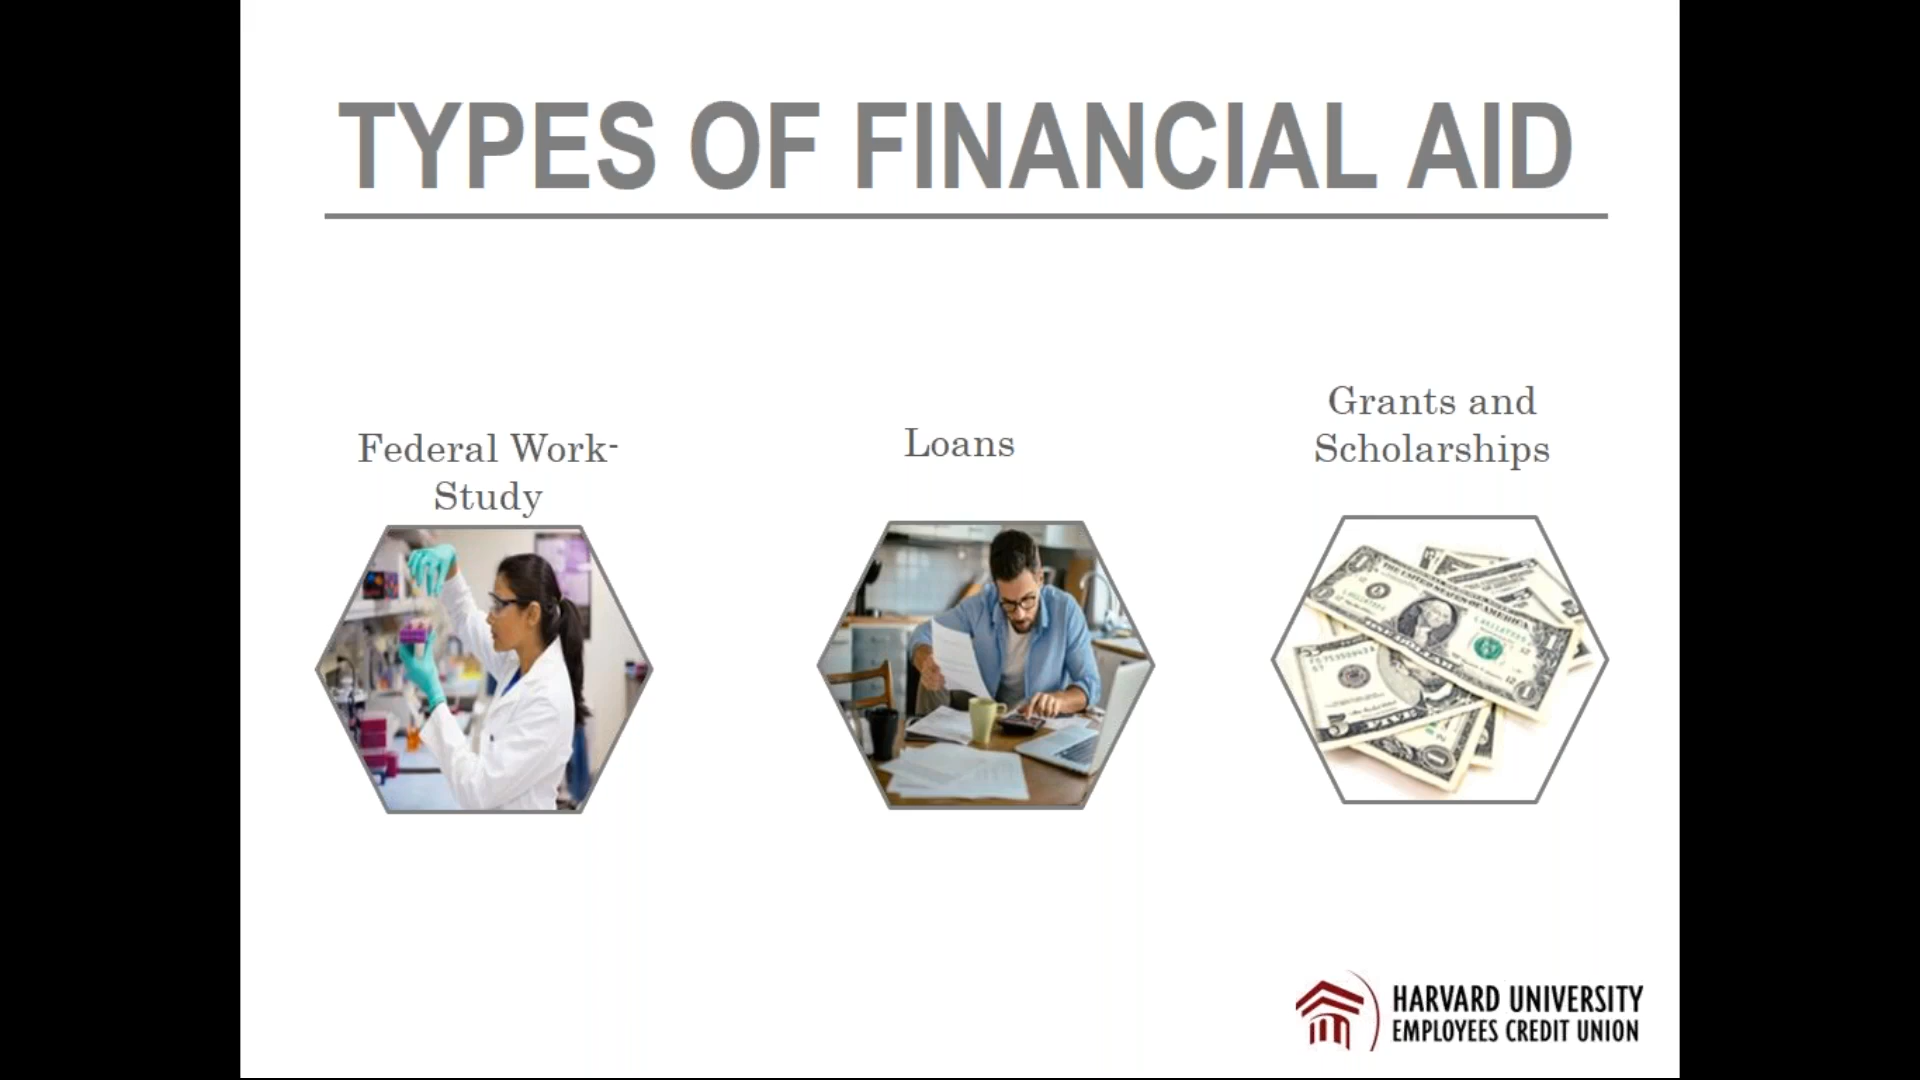 TYPES OF FINANCIAL AID
Federal Work-
Study
Loans
Grants and
Scholarships
HARVARD UNIVERSITY
EMPLOYEES CREDIT UNION